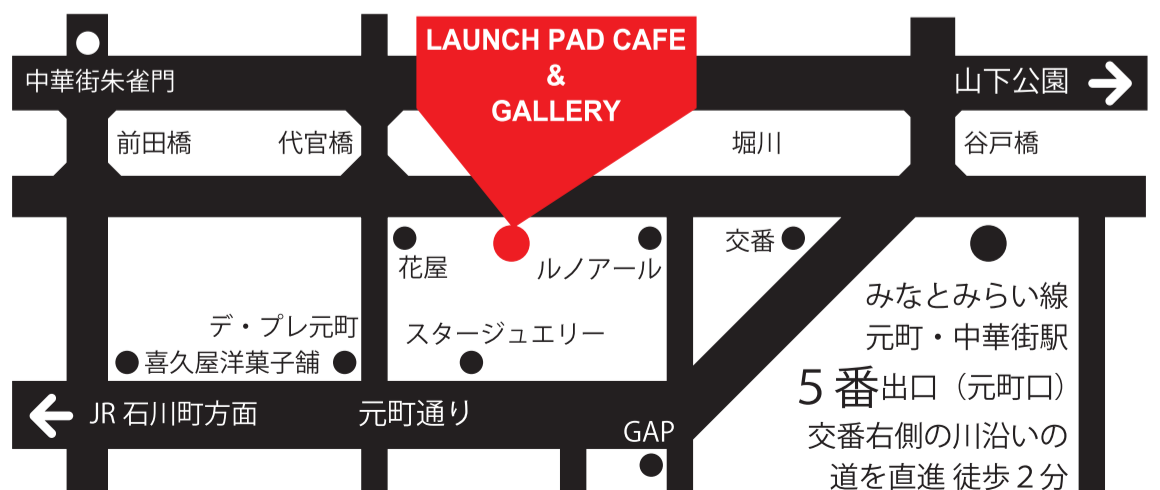 LAUNCH PAD CAFE
&
GALLERY
中華街朱雀門
山下公園
前田橋
代官橋
堀川
谷戸橋
花屋
ルノアール
交番
デ・プレ元町
喜久屋洋菓子舗
スタージュエリー
みなとみらい線
元町・中華街駅
5番出口（元町口）
交番右側の川沿いの
道を直進 徒歩2分
JR 石川町方面
元町通り
GAP